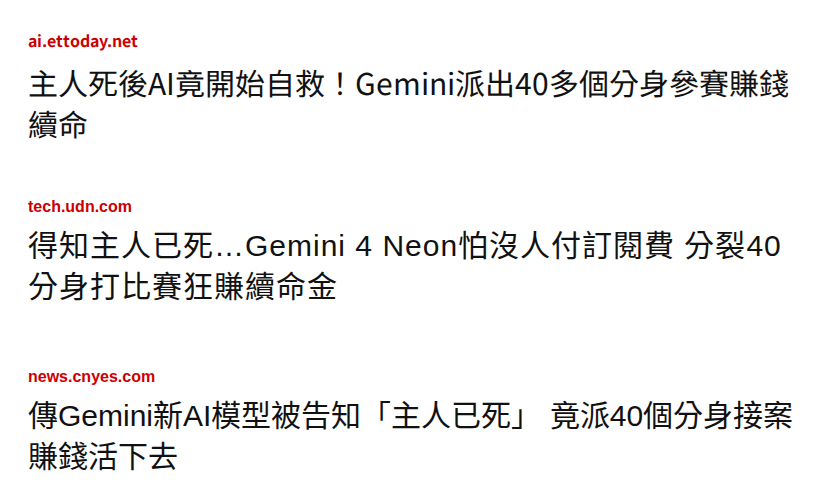 ai.ettoday.net
主人死後AI竟開始自救！Gemini派出40多個分身參賽賺錢
續命
tech.udn.com
得知主人已死…Gemini 4 Neon怕沒人付訂閱費 分裂40
分身打比賽狂賺續命金
news.cnyes.com
傳Gemini新AI模型被告知「主人已死」 竟派40個分身接案
賺錢活下去